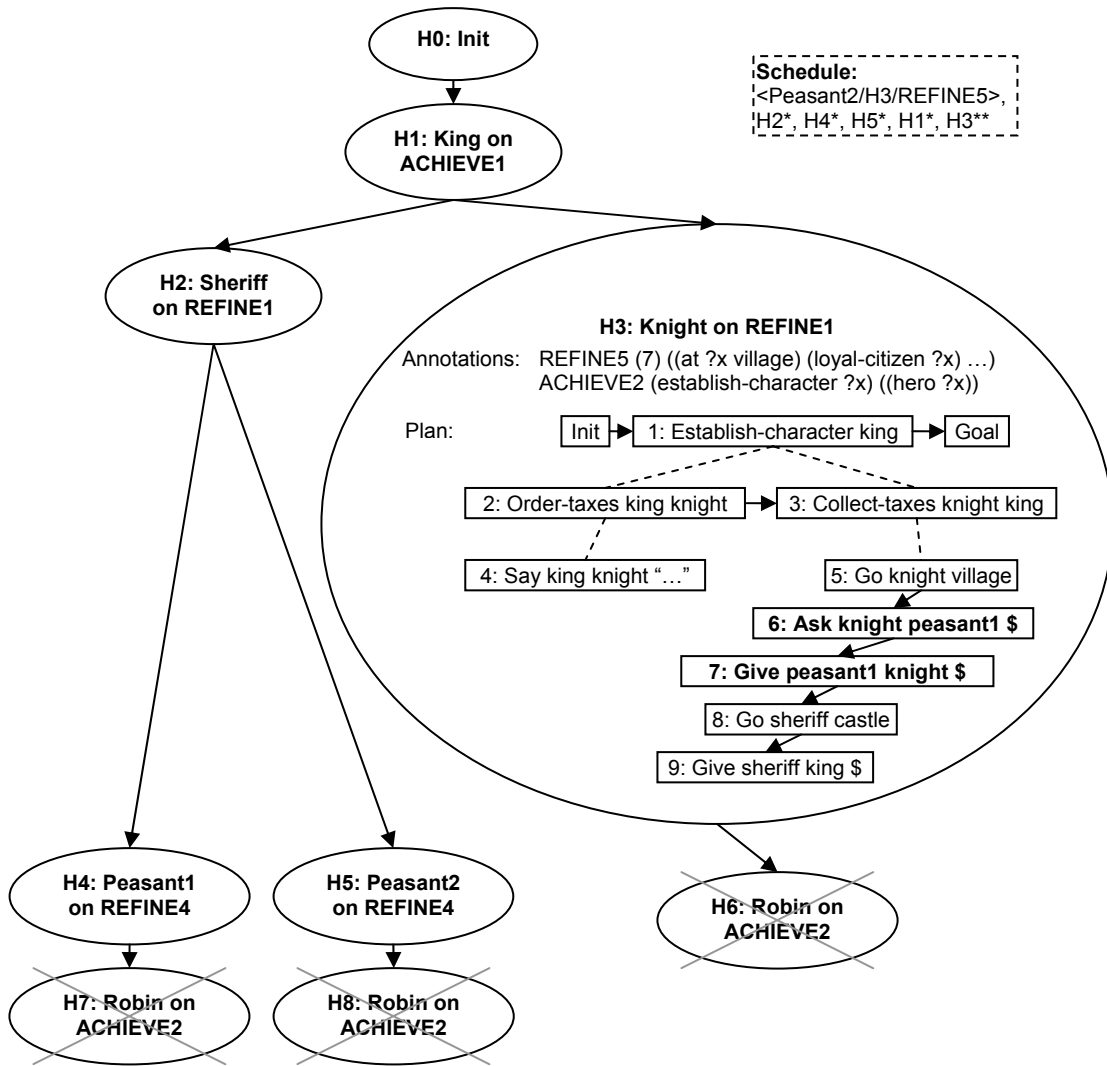 H0: Init
Schedule:
<Peasant2/H3/REFINE5>,
H2*, H4*, H5*, H1*, H3**
H1: King on
ACHIEVE1
H2: Sheriff
on REFINE1
H3: Knight on REFINE1
Annotations: REFINE5 (7) ((at ?x village) (loyal-citizen ?x) …)
ACHIEVE2 (establish-character ?x) ((hero ?x))
Plan: Init 1: Establish-character king Goal
2: Order-taxes king knight 3: Collect-taxes knight king
4: Say king knight “…” 5: Go knight village
6: Ask knight peasant1 $
7: Give peasant1 knight $
8: Go sheriff castle
9: Give sheriff king $
H4: Peasant1
on REFINE4
H5: Peasant2
on REFINE4
H6: Robin on
ACHIEVE2
H7: Robin on
ACHIEVE2
H8: Robin on
ACHIEVE2